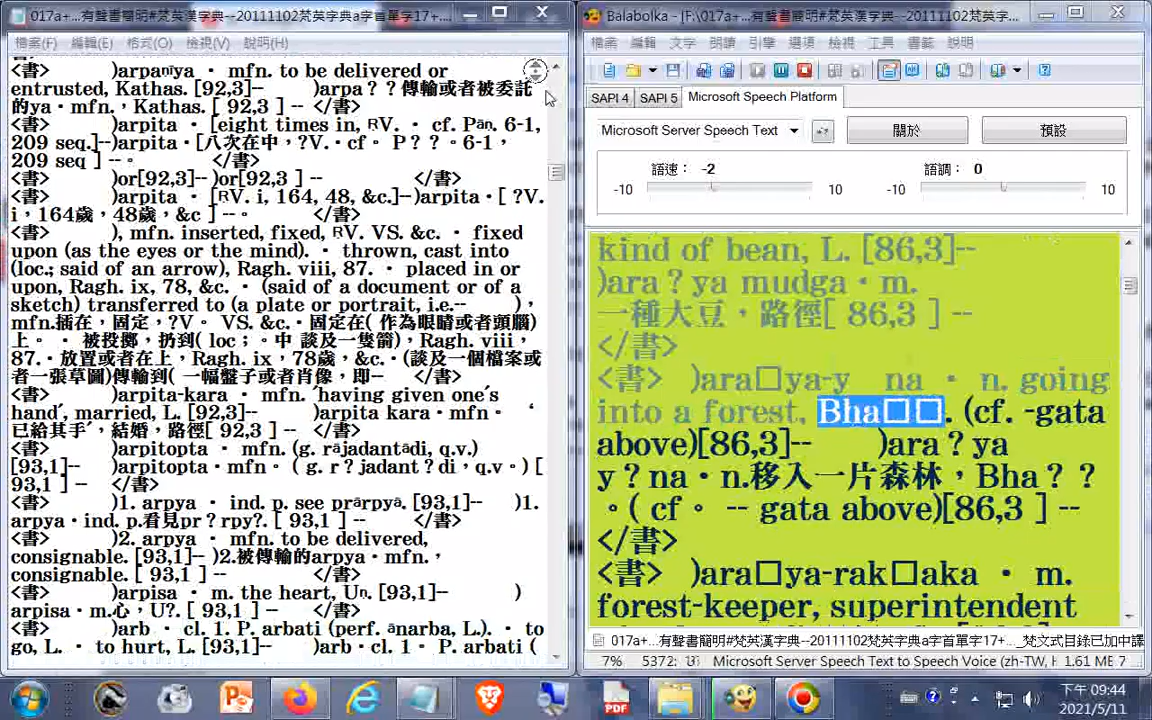 017a+...有聲書簡明#梵英漢字典--20111102梵英字典a字首單字17+...
檔案(F) 編輯(E) 格式(O) 檢視(V) 說明(H)
<書> )arpanīya · mfn. to be delivered or
entrusted, Kathas. [92,3]-- )arpa？？傳輸或者被委託
的ya·mfn.，Kathas. [ 92,3 ] -- </書>
<書> )arpita · [eight times in, RV. · cf. Pāṇ. 6-1,
209 seq.]--)arpita·[八次在中，?V.·cf。 P？？。6-1，
209 seq ] --。 </書>
<書> )or[92,3]-- )or[92,3 ] -- </書>
<書> )arpita · [RV. i, 164, 48, &c.]--)arpita·[ ?V.
i，164歲，48歲，&c ] --。 </書>
<書> ), mfn. inserted, fixed, RV. VS. &c. · fixed
upon (as the eyes or the mind). · thrown, cast into
(loc.; said of an arrow), Ragh. viii, 87. · placed in or
upon, Ragh. ix, 78, &c. · (said of a document or of a
sketch) transferred to (a plate or portrait, i.e.-- )，
mfn.插在，固定，?V。 VS. &c.·固定在( 作為眼睛或者頭腦)
上。 · 被投擲，扔到( loc；。中 談及一隻箭)，Ragh. viii，
87.·放置或者在上，Ragh. ix，78歲，&c.·(談及一個檔案或
者一張草圖)傳輸到( 一幅盤子或者肖像，即-- </書>
<書> )arpita-kara · mfn. 'having given one's
hand', married, L. [92,3]-- )arpita kara·mfn·‘
已給其手’，結婚，路徑[ 92,3 ] -- </書>
<書> )arpitopta · mfn. (g. rājadantādi, q.v.)
[93,1]-- )arpitopta·mfn。( g. r？jadant？di，q.v。) [
93,1 ] -- </書>
<書> )1. arpya · ind. p. see prārpyā. [93,1]-- )1.
arpya·ind. p.看見pr？rpy?. [ 93,1 ] -- </書>
<書> )2. arpya · mfn. to be delivered,
consignable. [93,1]-- )2.被傳輸的arpya·mfn.，
consignable. [ 93,1 ] -- </書>
<書> )arpisa · m. the heart, Uṇ. [93,1]-- )
arpisa·m.心，U?. [ 93,1 ] -- </書>
<書> )arb · cl. 1. P. arbati (perf. ānarba, L.). · to
go, L. · to hurt, L. [93,1]-- )arb·cl. 1· P. arbati (
Balabolka - [F:\017a+...有聲書簡明#梵英漢字典--20111102梵英字...
檔案 編輯 文字 朗讀 引擎 選項 檢視 工具 書籤 說明
SAPI 4 SAPI 5 Microsoft Speech Platform
Microsoft Server Speech Text 關於 預設
語速： -2 語調： 0
-10 10 -10 10
kind of bean, L. [86,3]--
)ara？ya mudga·m.
一種大豆，路徑[ 86,3 ] --
</書>
<書> )ara□ya-y na · n. going
into a forest, Bha□□. (cf. -gata
above)[86,3]-- )ara？ya
y？na·n.移入一片森林，Bha？？
。( cf。 -- gata above)[86,3 ] --
</書>
<書> )ara□ya-rak□aka · m.
forest-keeper, superintendent
017a+...有聲書簡明#梵英漢字典--20111102梵英字典a字首單字17+..._梵文式目錄已加中譯
7% 5372: Microsoft Server Speech Text to Speech Voice (zh-TW, H 1.61 ME 7
下午 09:44
2021/5/11